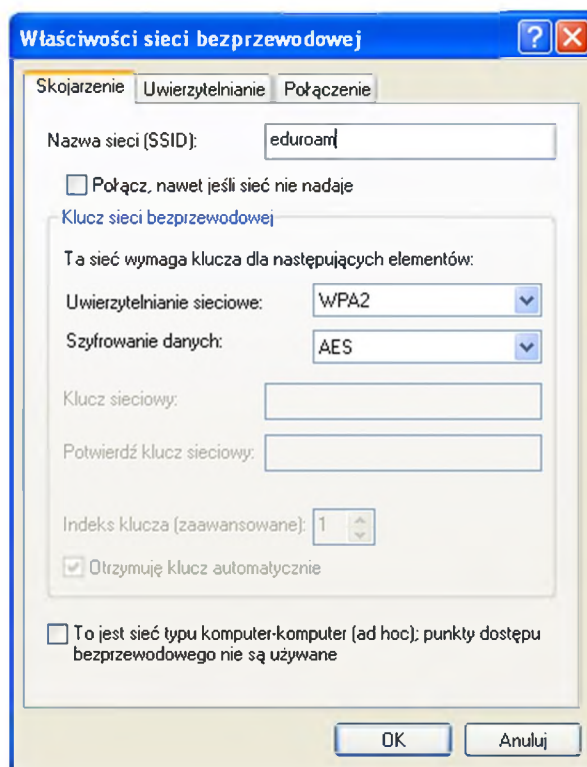 Właściwości sieci bezprzewodowej
Skojarzenie Uwierzytelnianie Połączenie
Nazwa sieci (SSID): eduroam
Połącz, nawet jeśli sieć nie nadaje
Klucz sieci bezprzewodowej
Ta sieć wymaga klucza dla następujących elementów:
Uwierzytelnianie sieciowe: WPA2
Szyfrowanie danych: AES
Klucz sieciowy:
Potwierdź klucz sieciowy:
Indeks klucza (zaawansowane): 1
Otrzymuję klucz automatycznie
To jest sieć typu komputer-komputer (ad hoc); punkty dostępu
bezprzewodowego nie są używane
OK Anuluj